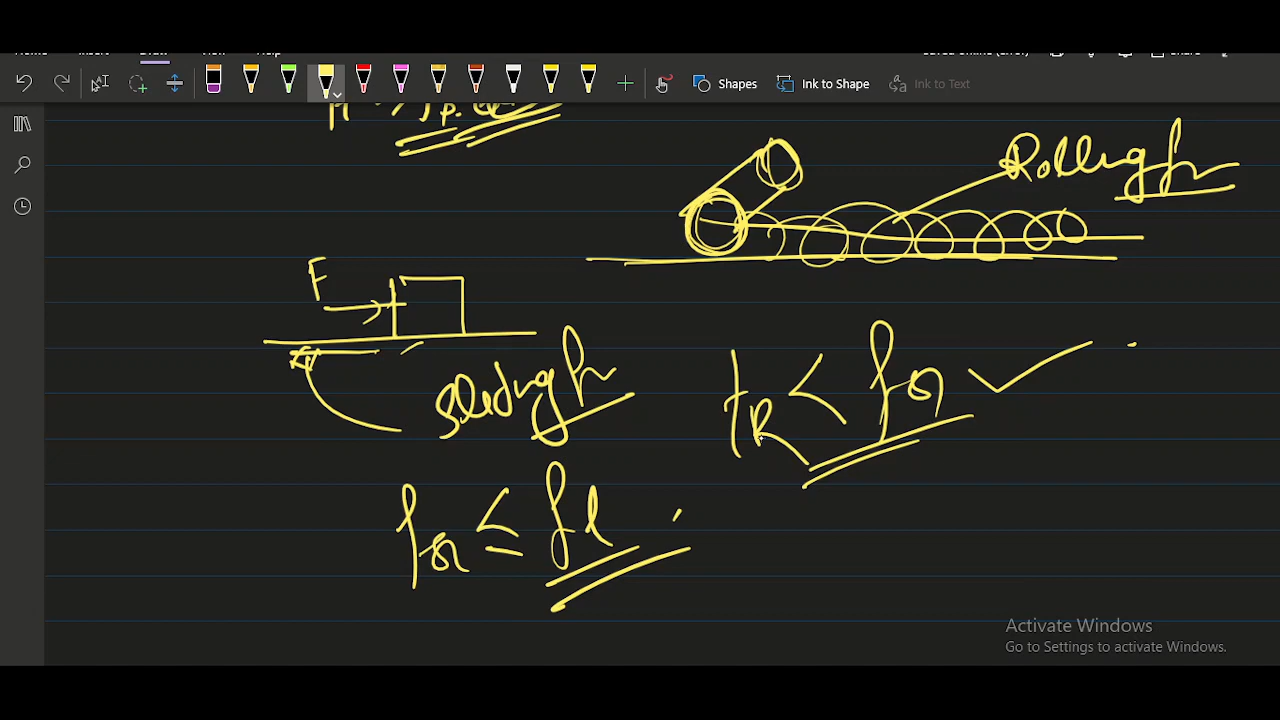 Shapes
Ink to Shape
Ink to Text
Rolling fr
F
Sliding fr
fR < fs
fs ≤ fl
Activate Windows
Go to Settings to activate Windows.